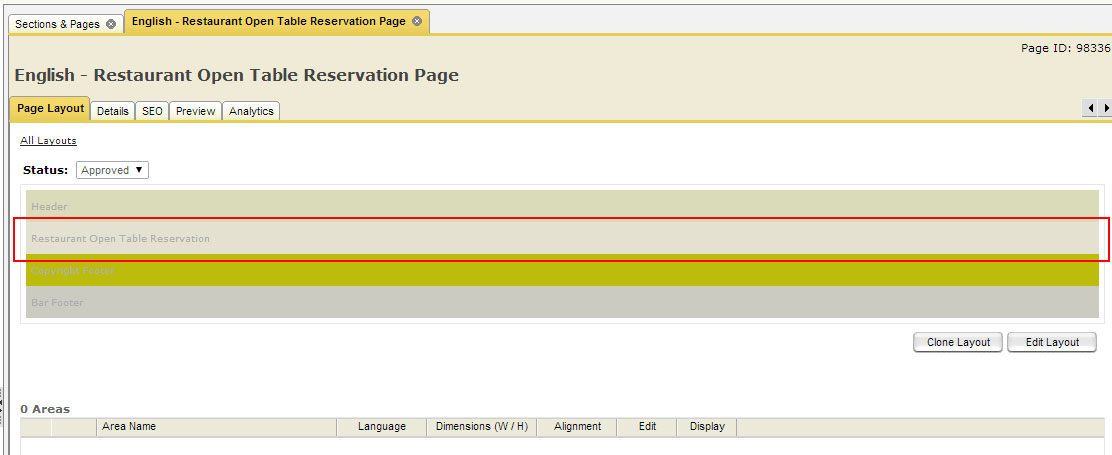 Sections & Pages
English - Restaurant Open Table Reservation Page
Page ID: 98336
English - Restaurant Open Table Reservation Page
Page Layout Details SEO Preview Analytics
All Layouts
Status: Approved
Header
Restaurant Open Table Reservation
Copyright Footer
Bar Footer
Clone Layout Edit Layout
0 Areas
Area Name Language Dimensions (W / H) Alignment Edit Display